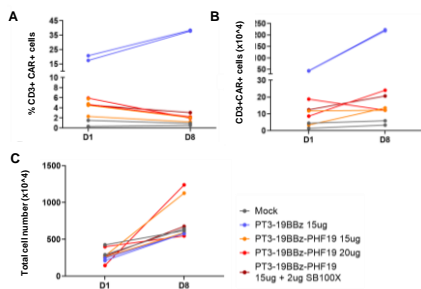 A
% CD3+ CAR+ cells
45
35
25
15
10
8
6
4
2
0
D1
D8
B
CD3+CAR+ cells (x10^4)
250
200
150
100
50
30
20
10
0
D1
D8
C
Total cell number (x10^4)
1500
1000
500
0
D1
D8
Mock
PT3-19BBz 15ug
PT3-19BBz-PHF19 15ug
PT3-19BBz-PHF19 20ug
PT3-19BBz-PHF19
15ug + 2ug SB100X